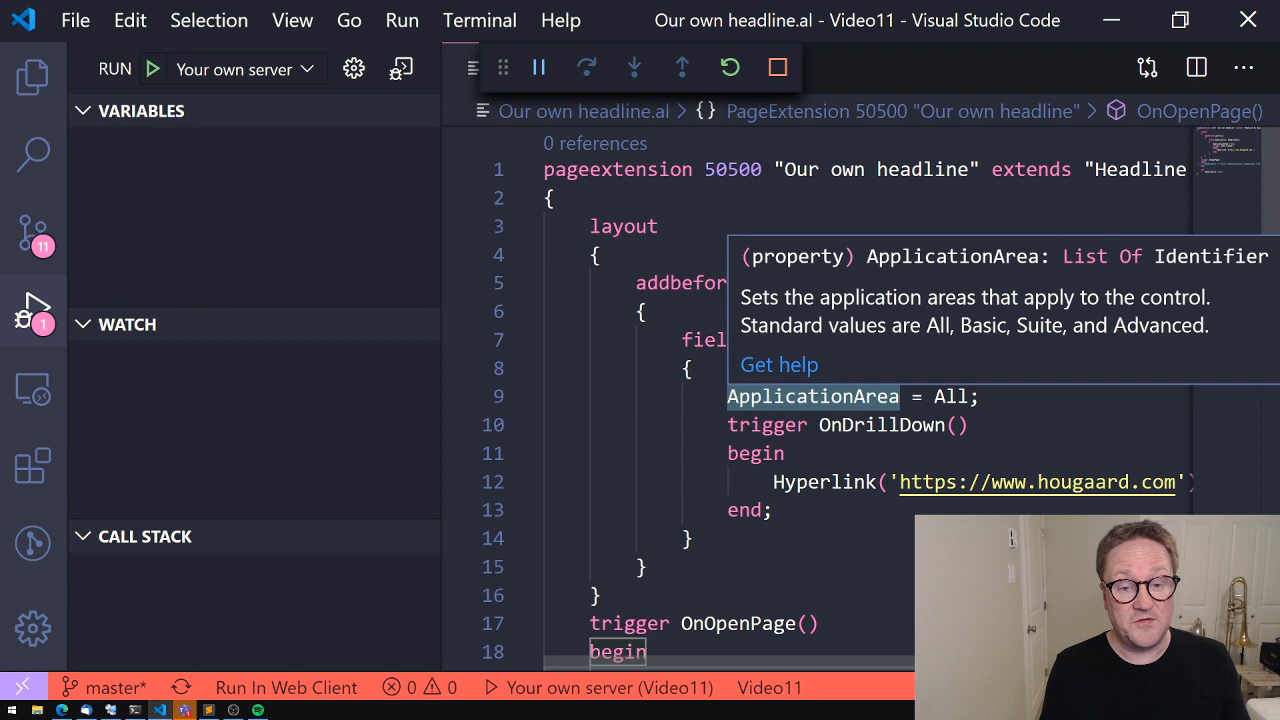 File Edit Selection View Go Run Terminal Help Our own headline.al - Video11 - Visual Studio Code
RUN Your own server
VARIABLES
WATCH
CALL STACK
11
1
Our own headline.al > {} PageExtension 50500 "Our own headline" > OnOpenPage()
0 references
1 pageextension 50500 "Our own headline" extends "Headline
2 {
3 layout
4 {
5 addbefor
6 {
7 fiel
8 {
9 ApplicationArea = All;
10 trigger OnDrillDown()
11 begin
12 Hyperlink('https://www.hougaard.com')
13 end;
14 }
15 }
16 }
17 trigger OnOpenPage()
18 begin
(property) ApplicationArea: List Of Identifier
Sets the application areas that apply to the control.
Standard values are All, Basic, Suite, and Advanced.
Get help
master* Run In Web Client 0 0 Your own server (Video11) Video11